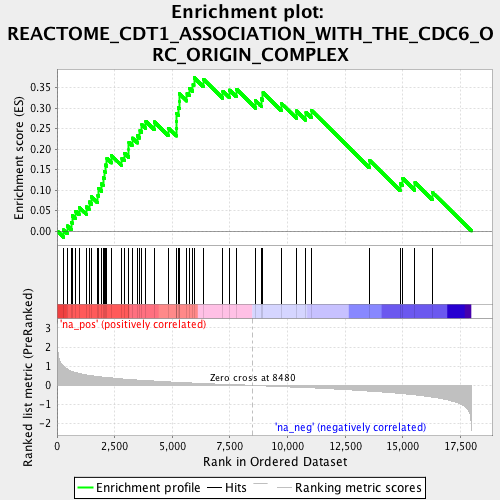 Enrichment plot:
REACTOME_CDT1_ASSOCIATION_WITH_THE_CDC6_O
RC_ORIGIN_COMPLEX
Enrichment score (ES)
0.35
0.30
0.25
0.20
0.15
0.10
0.05
0.00
Ranked list metric (PreRanked)
'na_pos' (positively correlated)
3
2
1
0
-1
-2
Zero cross at 8480
'na_neg' (negatively correlated)
0 2,500 5,000 7,500 10,000 12,500 15,000 17,500
Rank in Ordered Dataset
Enrichment profile Hits Ranking metric scores